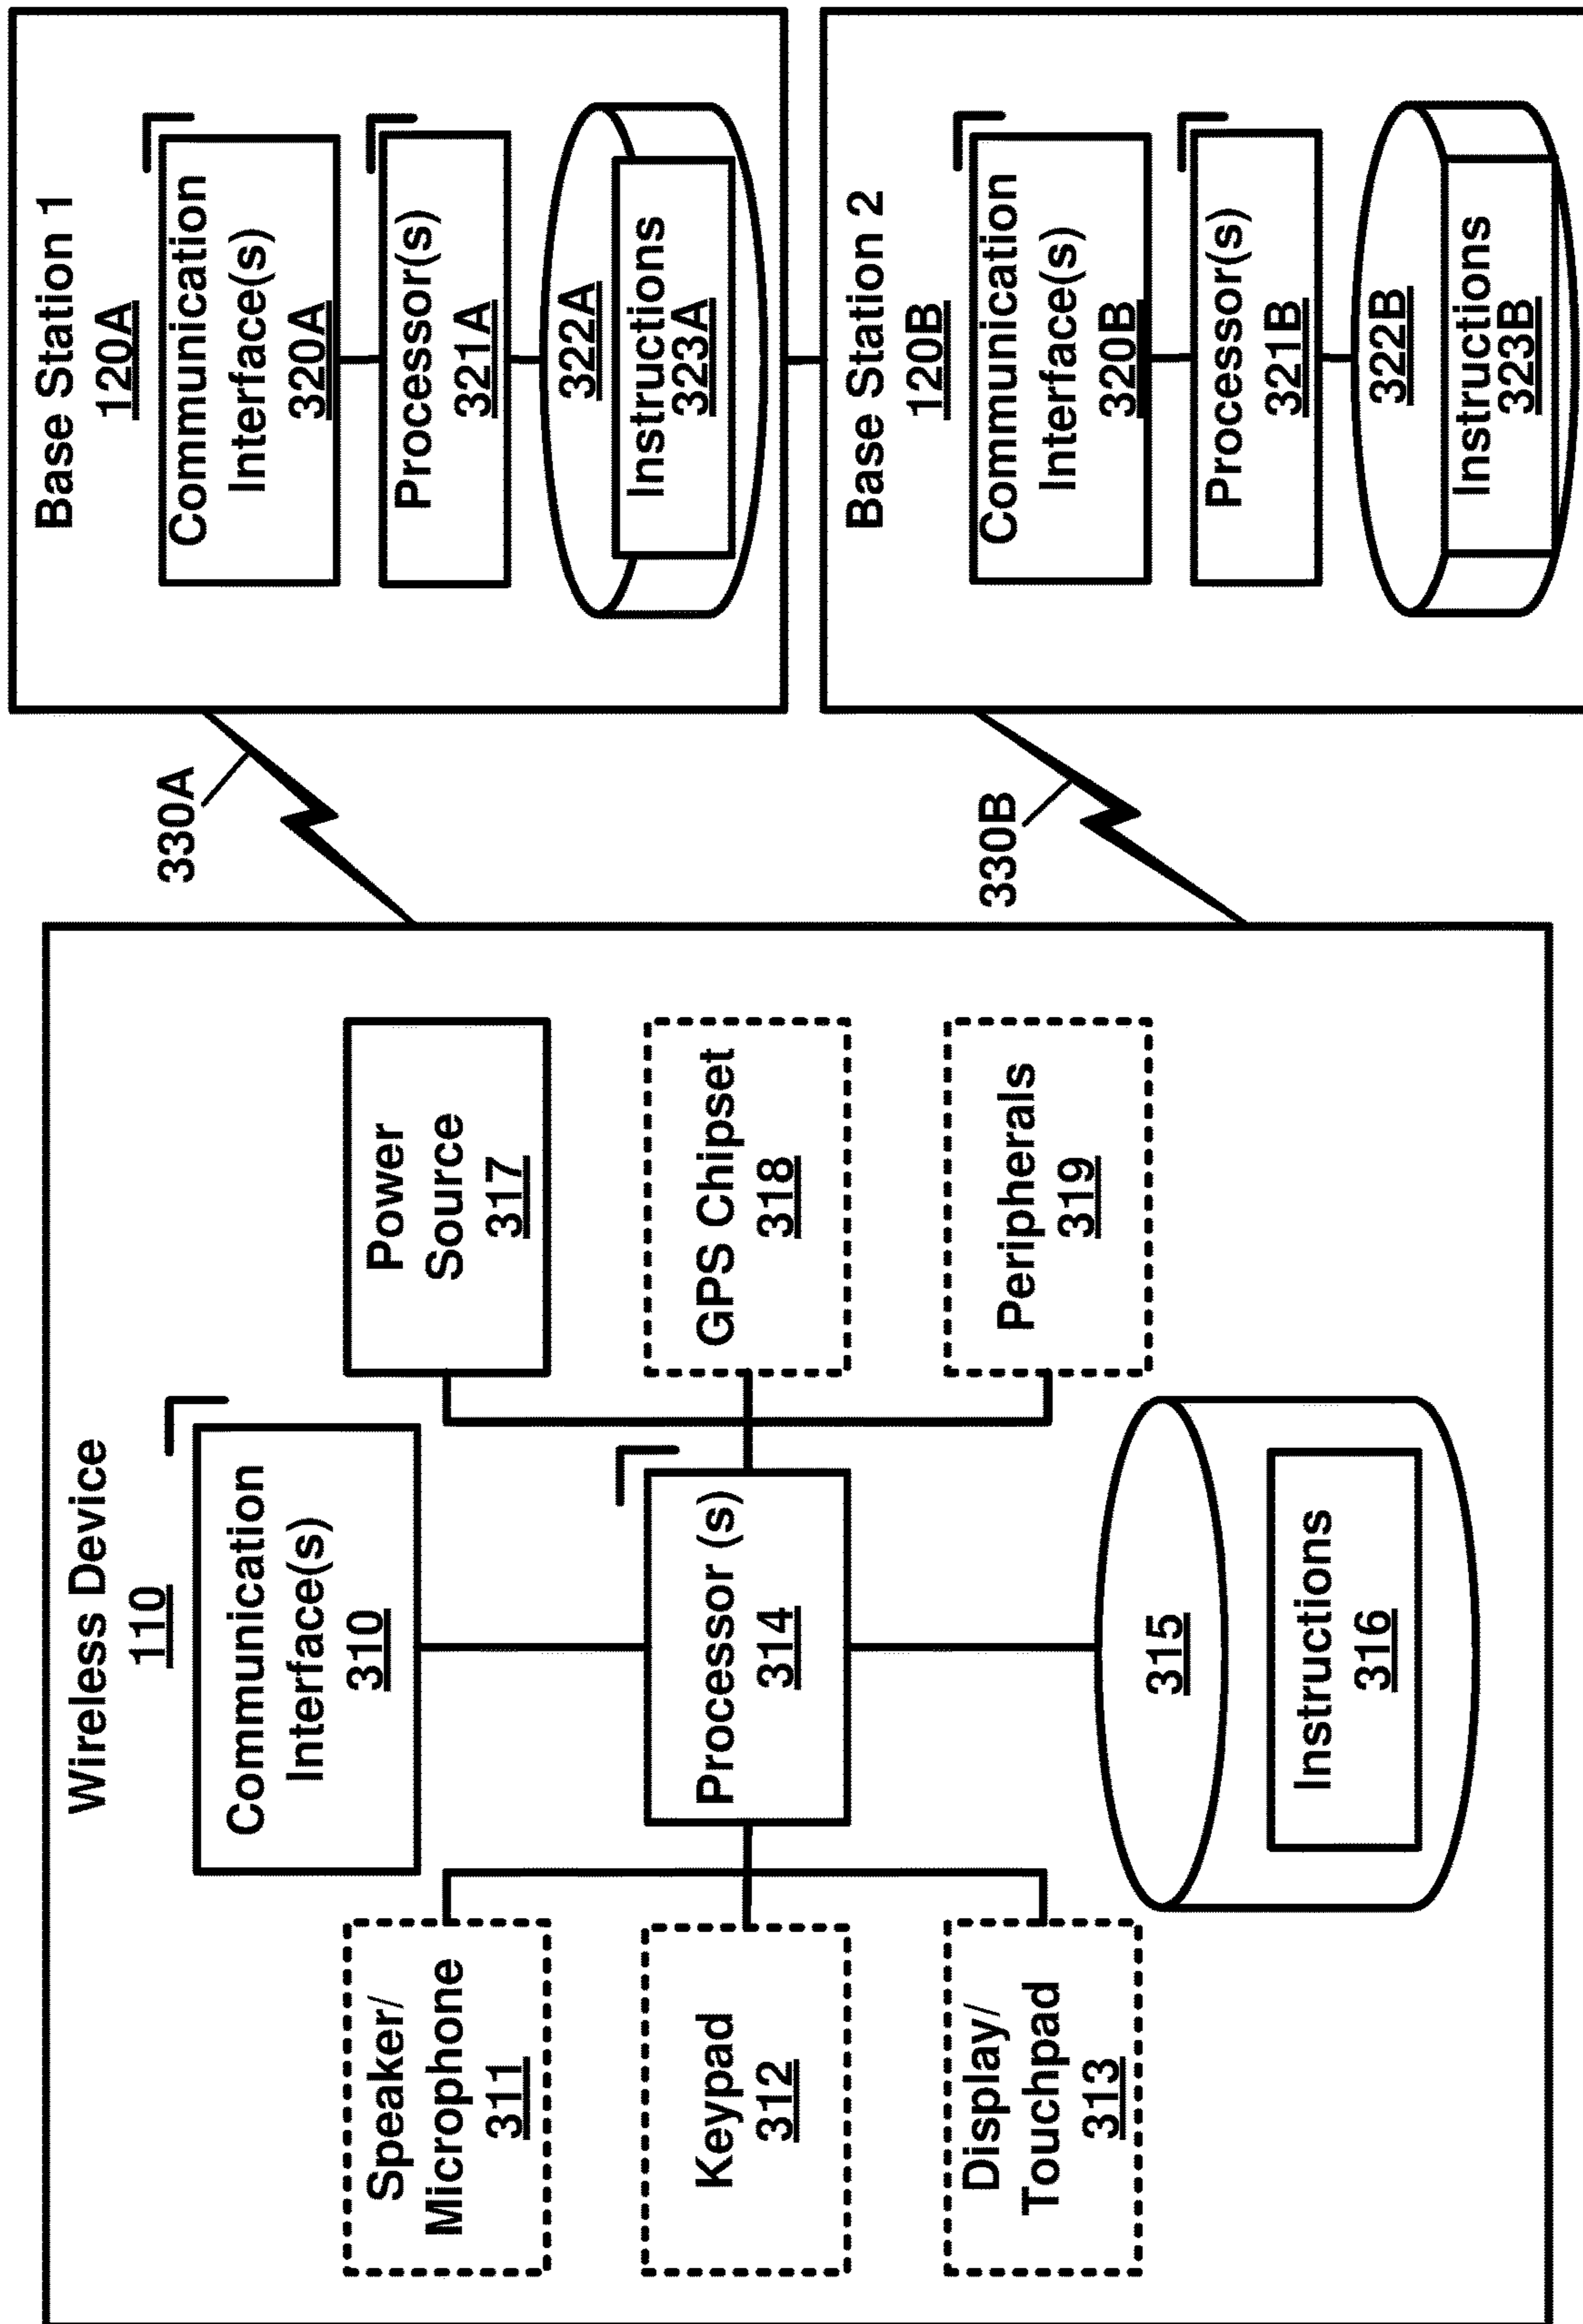 Wireless Device
110
Communication
Interface(s)
310
Speaker/
Microphone
311
Keypad
312
Display/
Touchpad
313
Processor (s)
314
Power
Source
317
GPS Chipset
318
Peripherals
319
315
Instructions
316
330A
330B
Base Station 1
120A
Communication
Interface(s)
320A
Processor(s)
321A
322A
Instructions
323A
Base Station 2
120B
Communication
Interface(s)
320B
Processor(s)
321B
322B
Instructions
323B